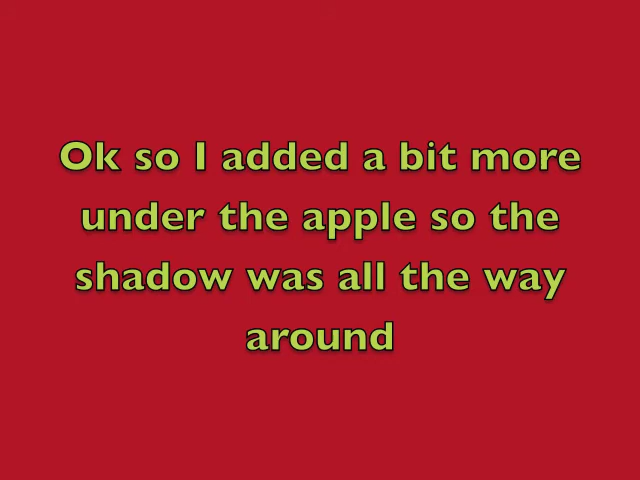 Ok so I added a bit more
under the apple so the
shadow was all the way
around